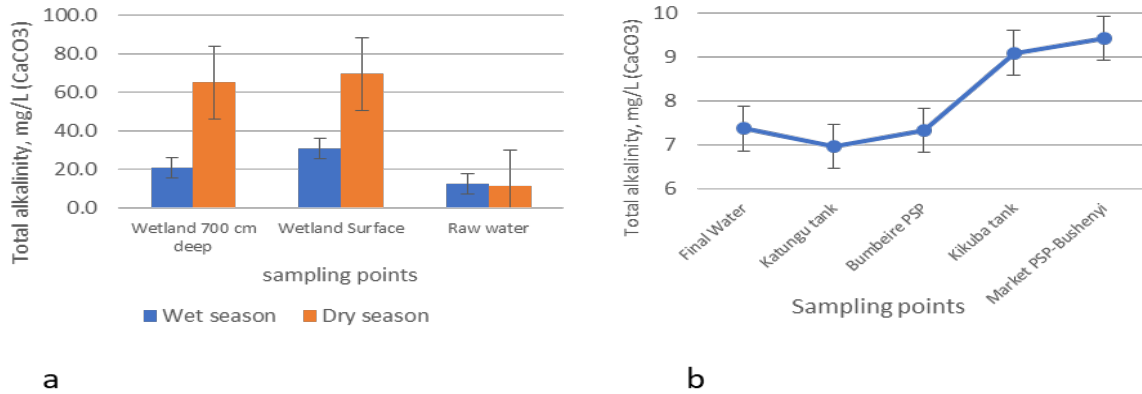 Total alkalinity, mg/L (CaCO3)
100.0
80.0
60.0
40.0
20.0
0.0
Wetland 700 cm
deep
Wetland Surface
Raw water
sampling points
Wet season
Dry season
a
Total alkalinity, mg/L (CaCO3)
10
9
8
7
6
Final Water
Katungu tank
Bumbeire PSP
Kikuba tank
Market PSP-Bushenyi
Sampling points
b